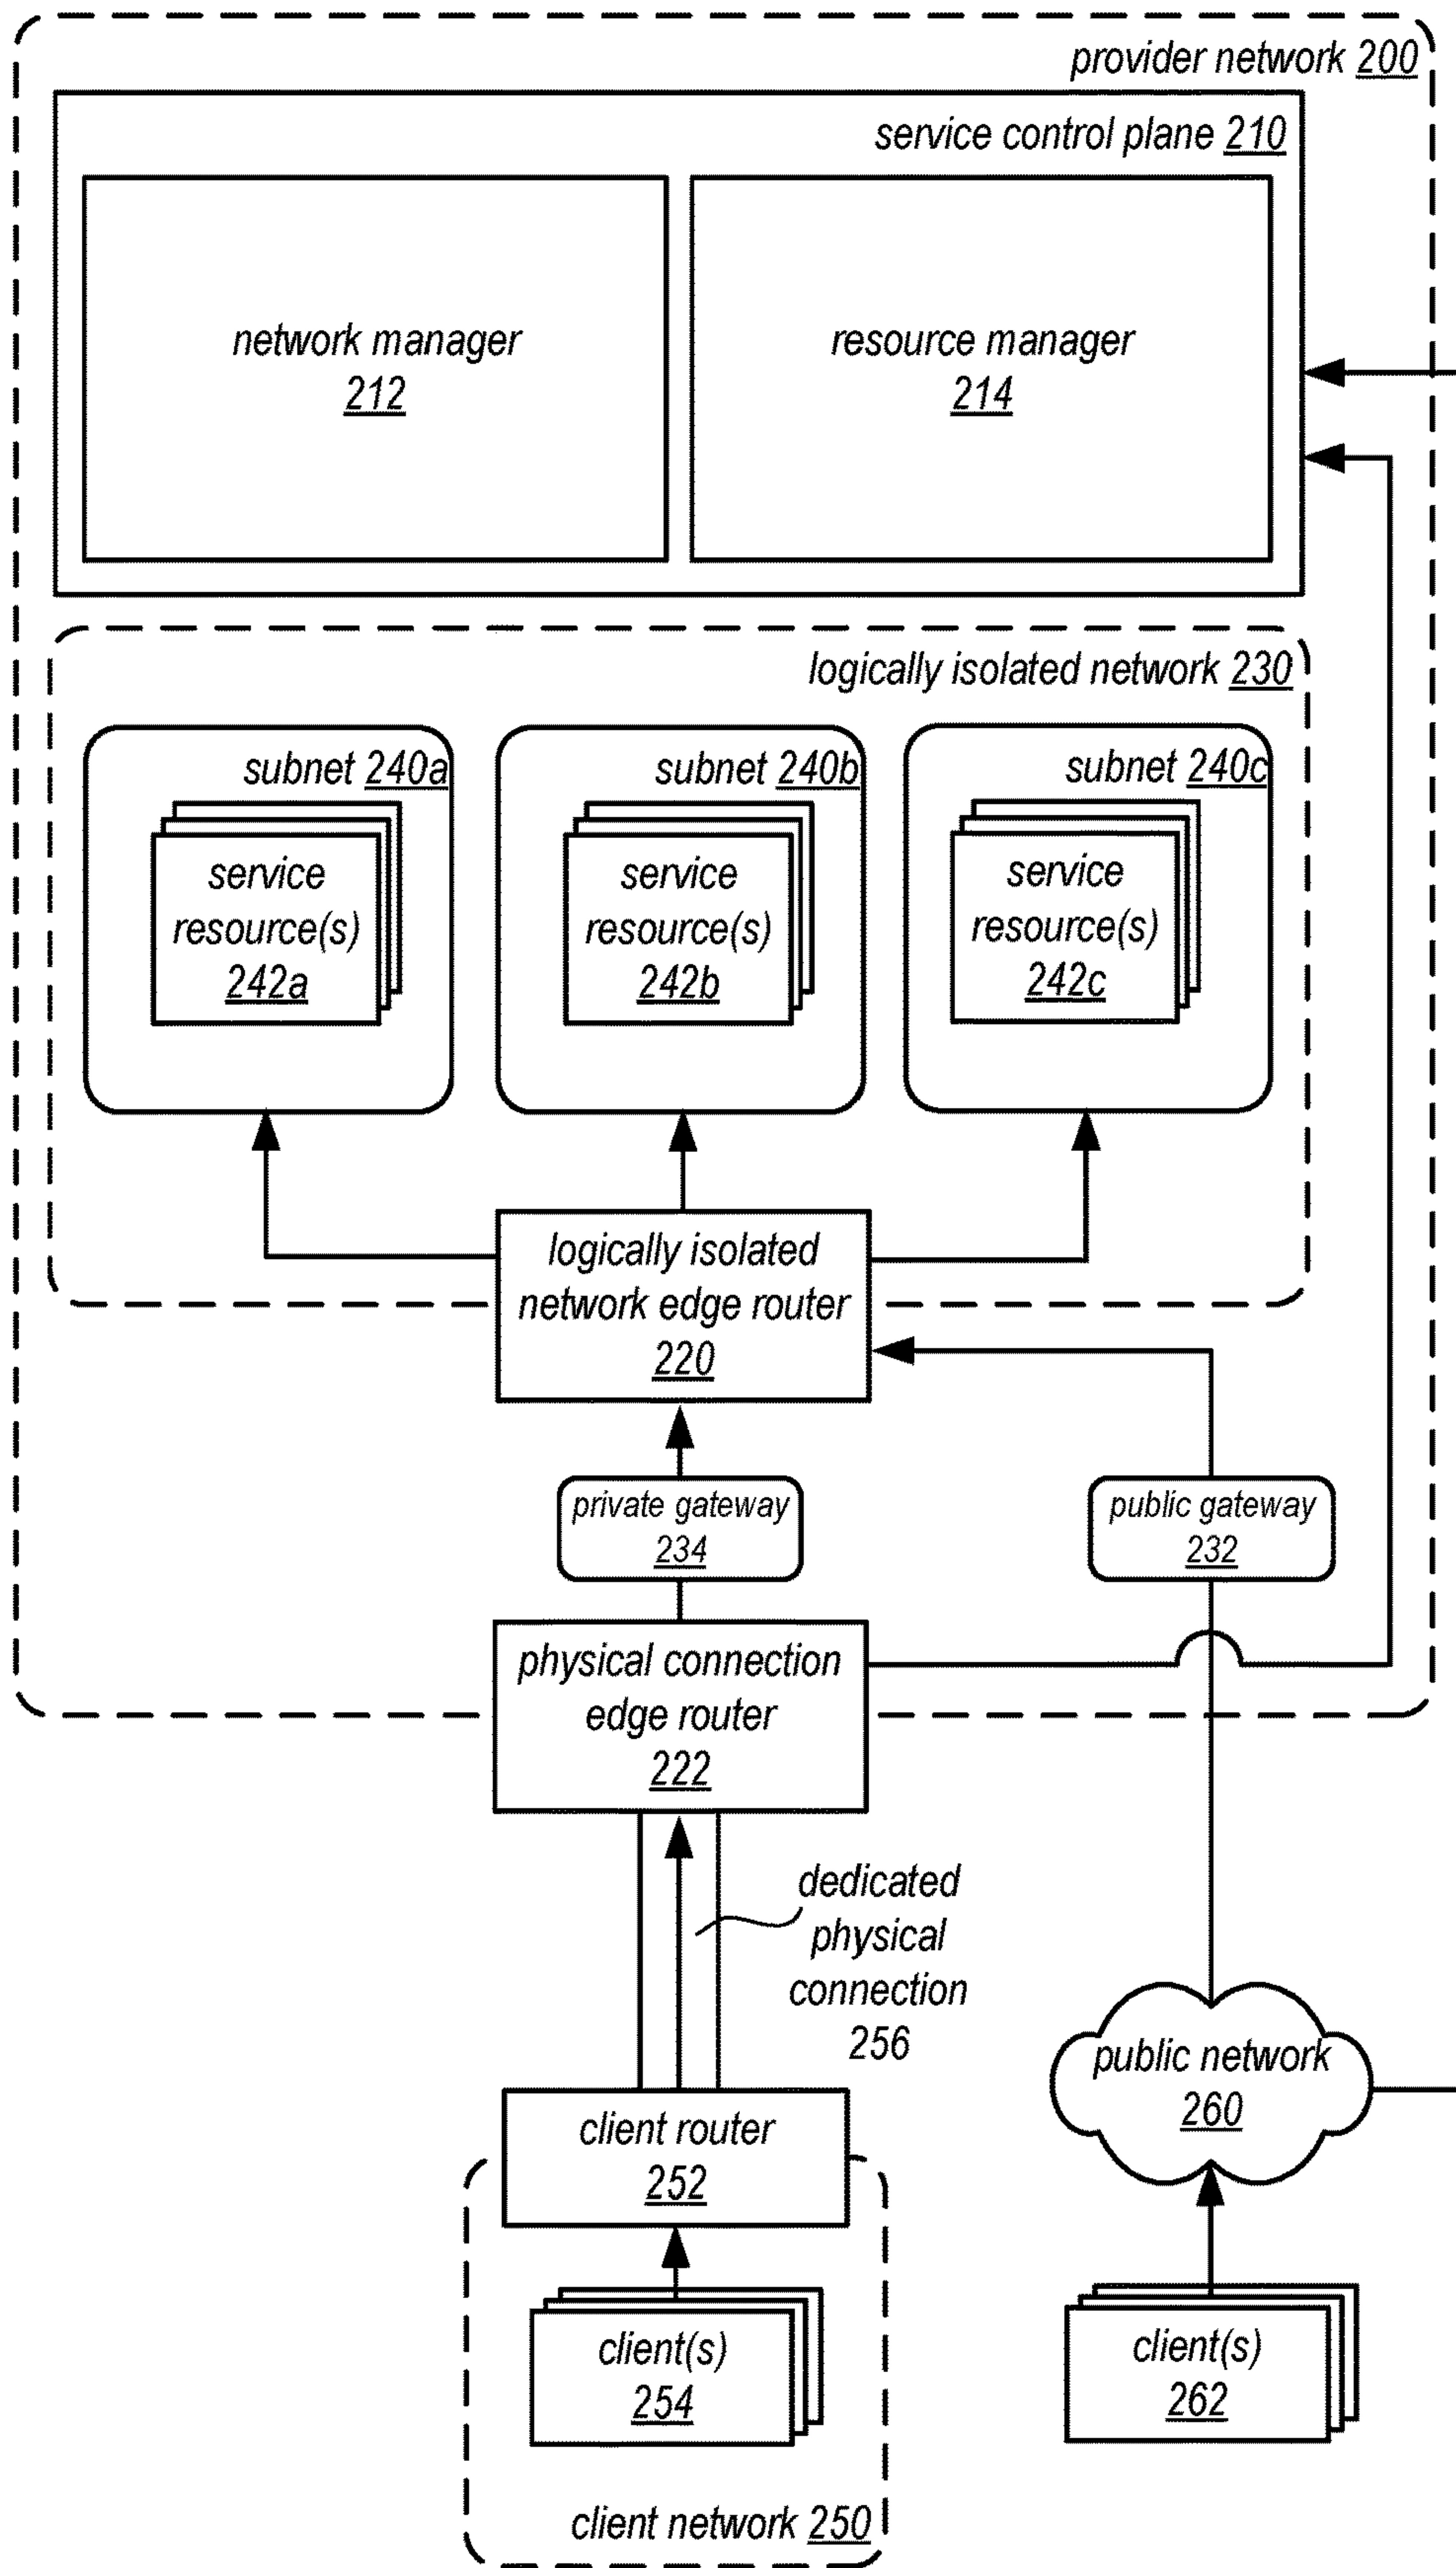 provider network 200
service control plane 210
network manager
212
resource manager
214
logically isolated network 230
subnet 240a
service
resource(s)
242a
subnet 240b
service
resource(s)
242b
subnet 240c
service
resource(s)
242c
logically isolated
network edge router
220
private gateway
234
public gateway
232
physical connection
edge router
222
dedicated
physical
connection
256
public network
260
client router
252
client(s)
254
client(s)
262
client network 250